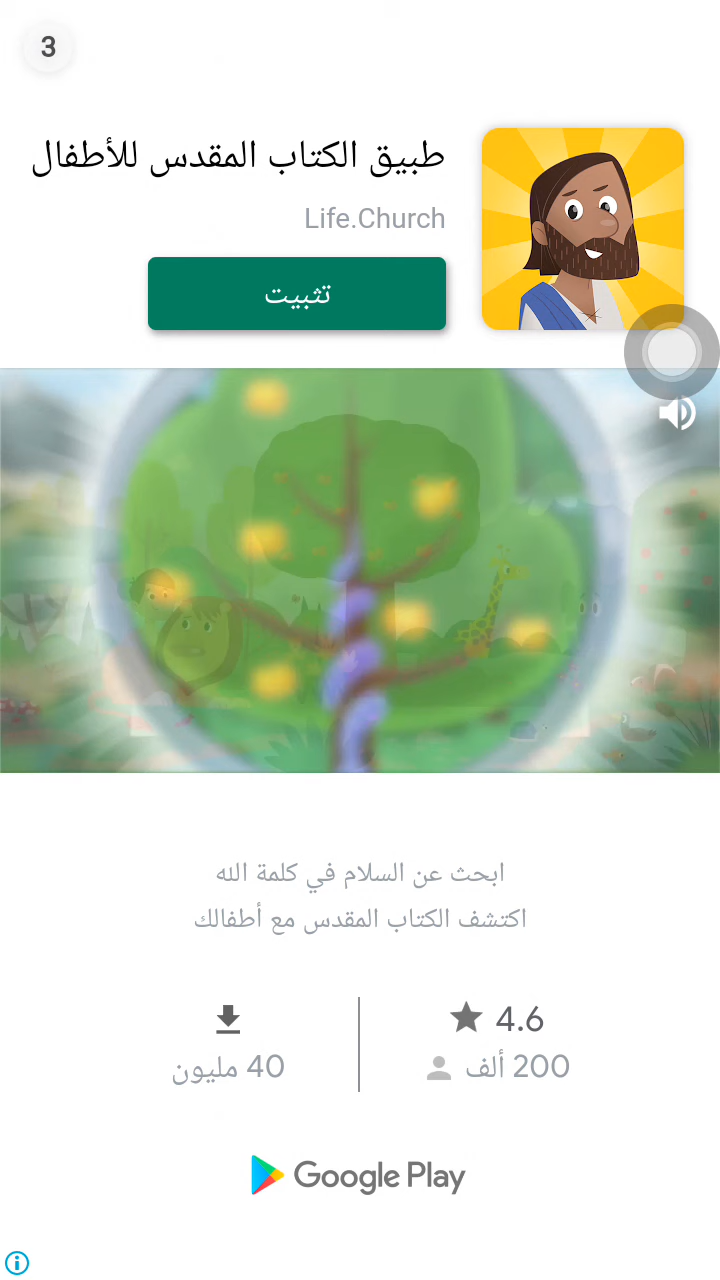 3
طبيق الكتاب المقدس للأطفال
Life.Church
تثبيت
ابحث عن السلام في كلمة الله
اكتشف الكتاب المقدس مع أطفالك
4.6
200 ألف
40 مليون
Google Play